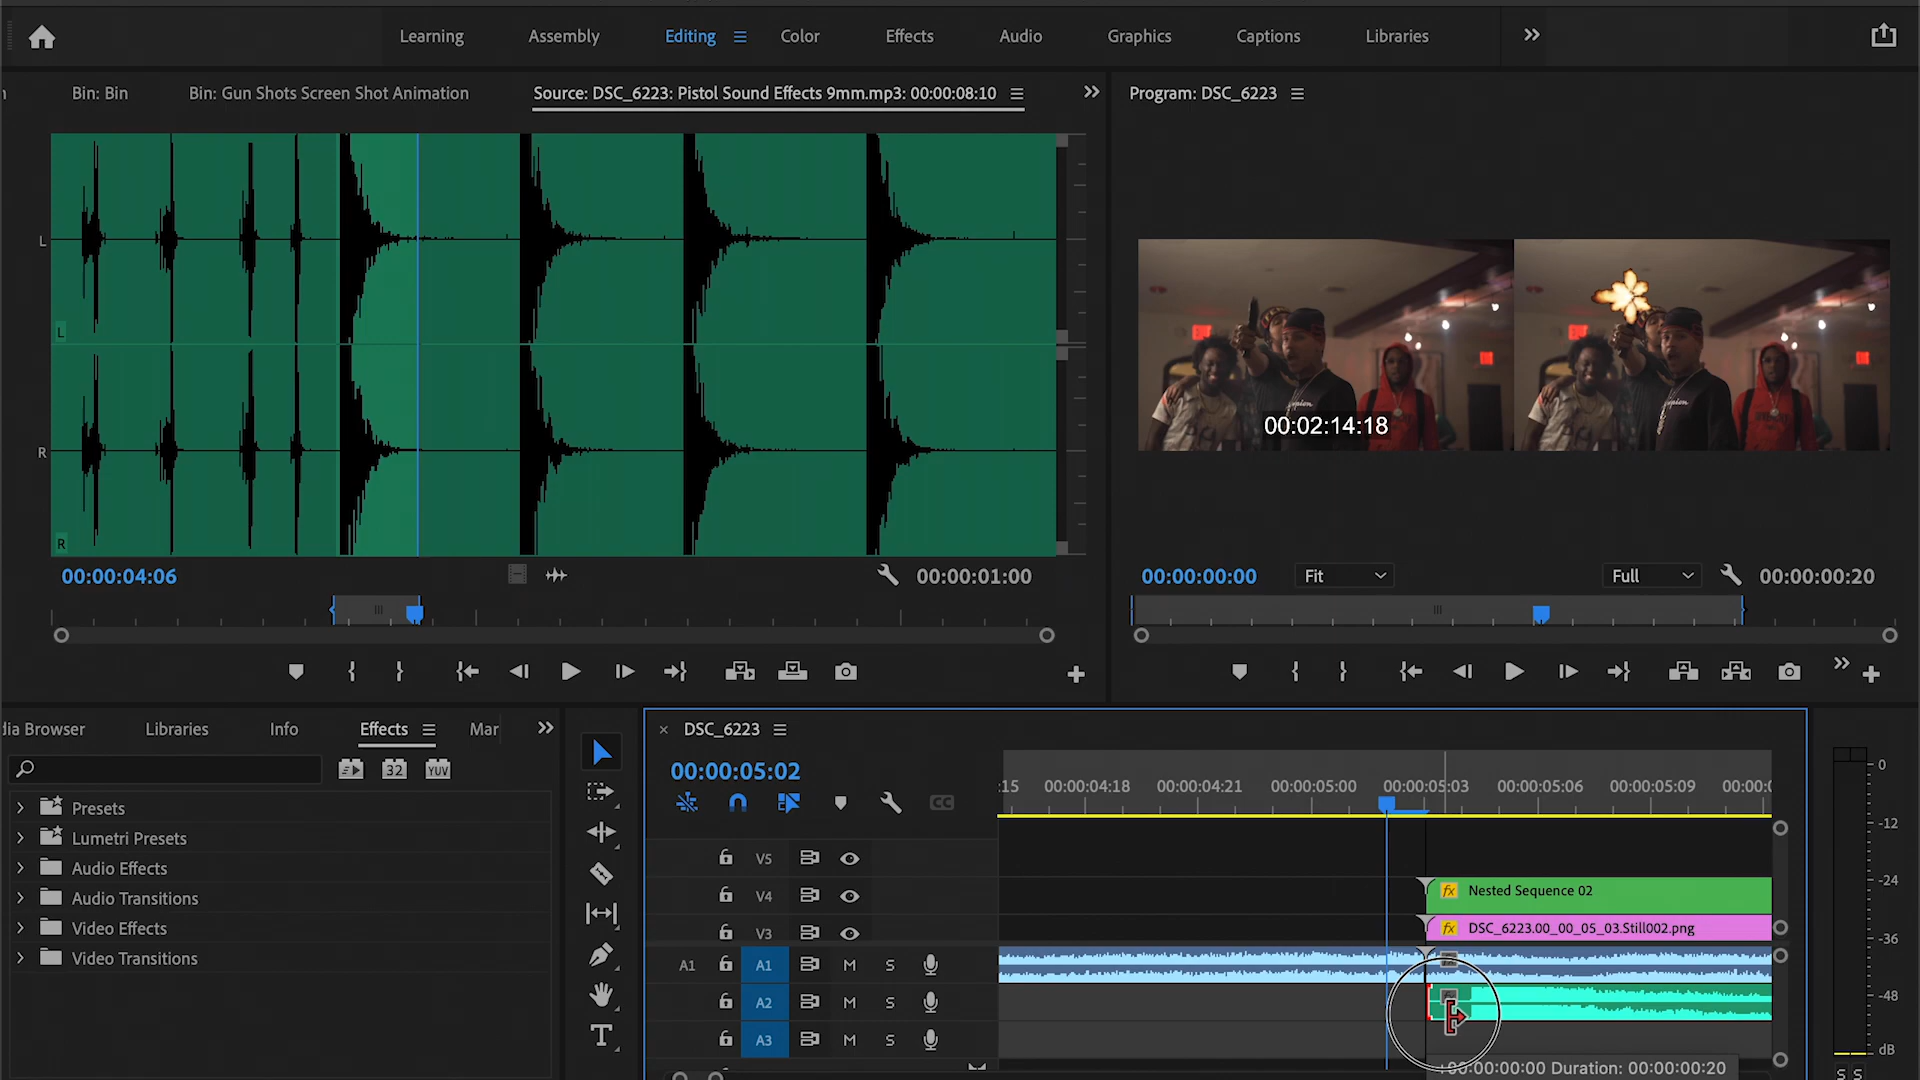 Learning Assembly Editing Color Effects Audio Graphics Captions Libraries
Bin: Bin Bin: Gun Shots Screen Shot Animation Source: DSC_6223: Pistol Sound Effects 9mm.mp3: 00:00:08:10 Program: DSC_6223
L
L
R
R
00:02:14:18
00:00:04:06 00:00:01:00 00:00:00:00 Fit Full 00:00:00:20
dia Browser Libraries Info Effects Mar
32 YUV
Presets
Lumetri Presets
Audio Effects
Audio Transitions
Video Effects
Video Transitions
DSC_6223
00:00:05:02
:15 00:00:04:18 00:00:04:21 00:00:05:00 00:00:05:03 00:00:05:06 00:00:05:09 00:00:0
CC
V5
V4 fx Nested Sequence 02
V3 fx DSC_6223.00_00_05_03.Still002.png
A1 A1 M S
A2 M S
A3 M S
+00:00:00:00 Duration: 00:00:00:20
0
-12
-24
-36
-48
dB
S S